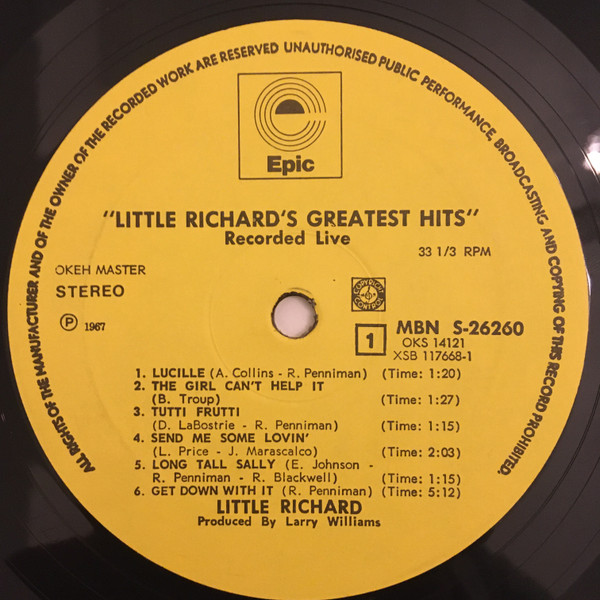 ALL RIGHTS OF THE MANUFACTURER AND OF THE OWNER OF THE RECORDED WORK ARE RESERVED UNAUTHORISED PUBLIC PERFORMANCE, BROADCASTING AND COPYING OF THIS RECORD PROHIBITED.
Epic
"LITTLE RICHARD'S GREATEST HITS"
Recorded Live
33 1/3 RPM
OKEH MASTER
STEREO
Ⓟ 1967
1
MBN S-26260
OKS 14121
XSB 117668-1
1. LUCILLE (A. Collins - R. Penniman) (Time: 1:20)
2. THE GIRL CAN'T HELP IT
(B. Troup) (Time: 1:27)
3. TUTTI FRUTTI
(D. LaBostrie - R. Penniman) (Time: 1:15)
4. SEND ME SOME LOVIN'
(L. Price - J. Marascalco) (Time: 2:03)
5. LONG TALL SALLY (E. Johnson -
R. Penniman - R. Blackwell) (Time: 1:15)
6. GET DOWN WITH IT (R. Penniman) (Time: 5:12)
LITTLE RICHARD
Produced By Larry Williams